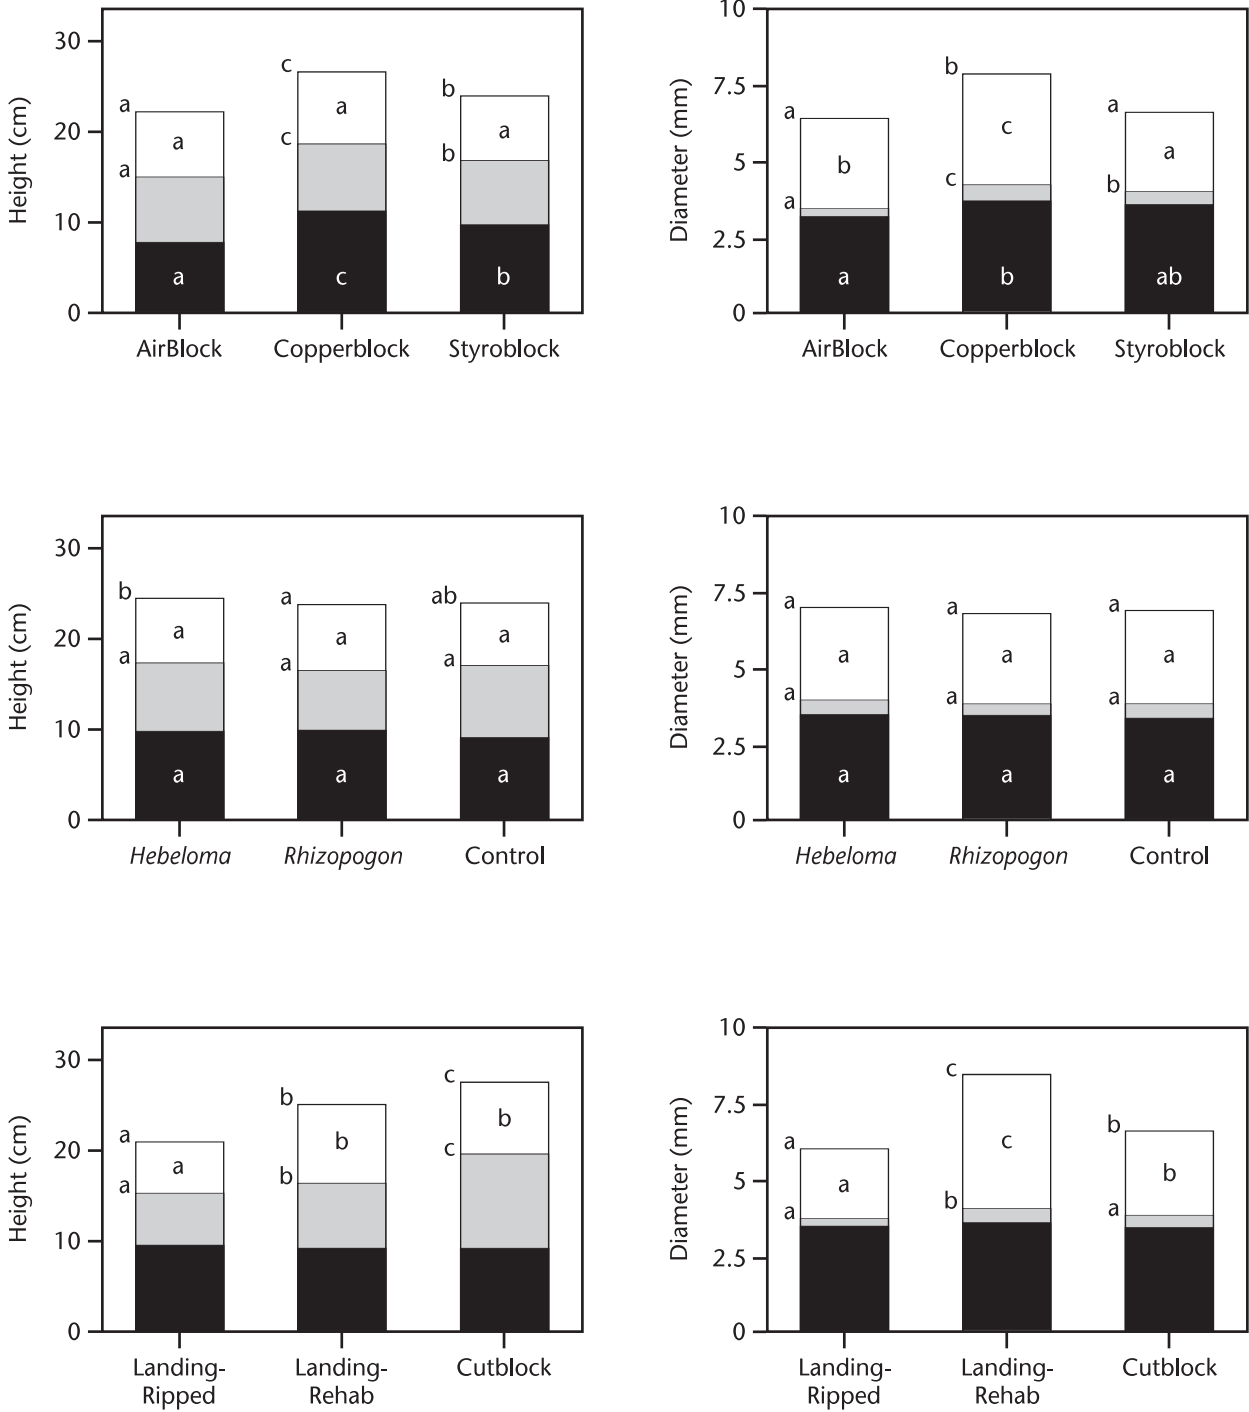 Height (cm)
30
20
10
0
a
a
a
a
c
a
c
c
b
a
b
b
AirBlock Copperblock Styroblock
Diameter (mm)
10
7.5
5
2.5
0
a
b
a
a
b
c
c
b
a
a
b
ab
AirBlock Copperblock Styroblock
Height (cm)
30
20
10
0
b
a
a
a
a
a
a
a
ab
a
a
a
Hebeloma Rhizopogon Control
Diameter (mm)
10
7.5
5
2.5
0
a
a
a
a
a
a
a
a
a
a
a
a
Hebeloma Rhizopogon Control
Height (cm)
30
20
10
0
a
a
a
b
b
b
c
b
c
Landing- Landing- Cutblock
Ripped Rehab
Diameter (mm)
10
7.5
5
2.5
0
a
a
a
c
c
b
b
b
a
Landing- Landing- Cutblock
Ripped Rehab